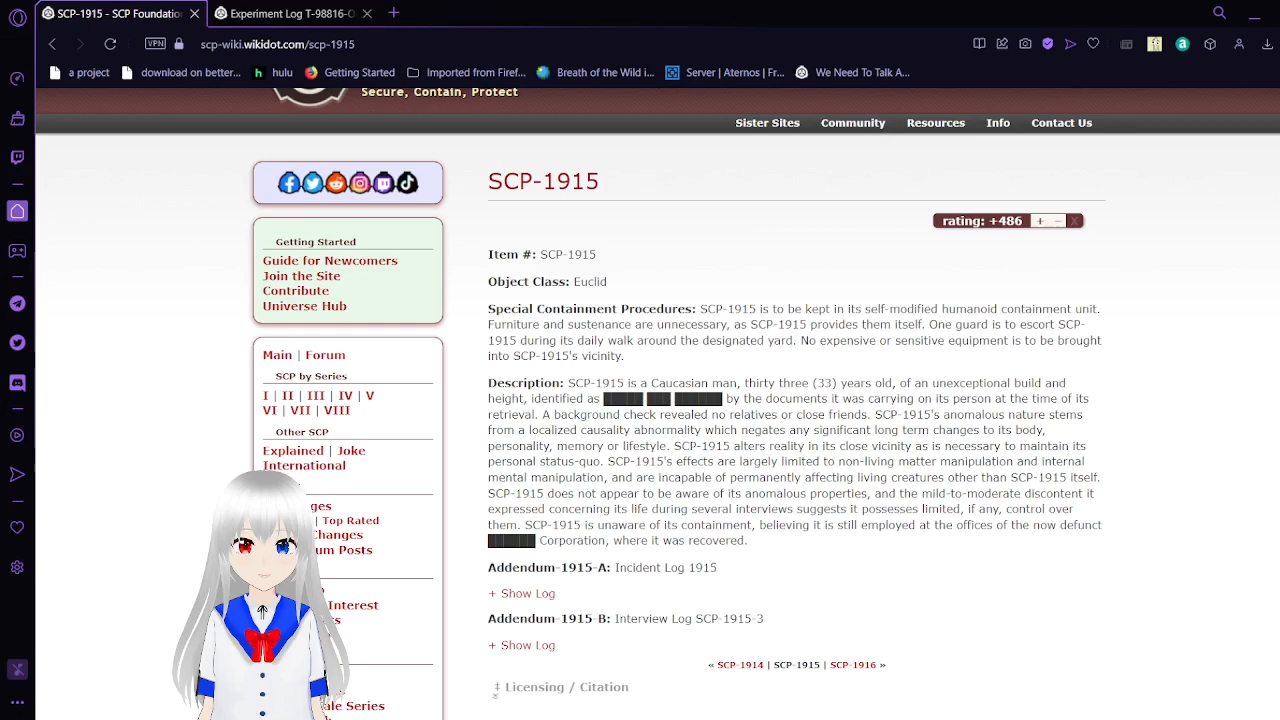 SCP-1915 - SCP Foundatio
Experiment Log T-98816-O
VPN
scp-wiki.wikidot.com/scp-1915
a project
download on better...
hulu
Getting Started
Imported from Firef...
Breath of the Wild i...
Server | Aternos | Fr...
We Need To Talk A...
Secure, Contain, Protect
Sister Sites
Community
Resources
Info
Contact Us
SCP-1915
rating: +486 + – X
Getting Started
Guide for Newcomers
Join the Site
Contribute
Universe Hub
Main | Forum
SCP by Series
I | II | III | IV | V
VI | VII | VIII
Other SCP
Explained | Joke
International
ges
| Top Rated
Changes
um Posts
Interest
ts
ale Series
Item #: SCP-1915
Object Class: Euclid
Special Containment Procedures: SCP-1915 is to be kept in its self-modified humanoid containment unit.
Furniture and sustenance are unnecessary, as SCP-1915 provides them itself. One guard is to escort SCP-
1915 during its daily walk around the designated yard. No expensive or sensitive equipment is to be brought
into SCP-1915's vicinity.
Description: SCP-1915 is a Caucasian man, thirty three (33) years old, of an unexceptional build and
height, identified as █████ ███ ██████ by the documents it was carrying on its person at the time of its
retrieval. A background check revealed no relatives or close friends. SCP-1915's anomalous nature stems
from a localized causality abnormality which negates any significant long term changes to its body,
personality, memory or lifestyle. SCP-1915 alters reality in its close vicinity as is necessary to maintain its
personal status-quo. SCP-1915's effects are largely limited to non-living matter manipulation and internal
mental manipulation, and are incapable of permanently affecting living creatures other than SCP-1915 itself.
SCP-1915 does not appear to be aware of its anomalous properties, and the mild-to-moderate discontent it
expressed concerning its life during several interviews suggests it possesses limited, if any, control over
them. SCP-1915 is unaware of its containment, believing it is still employed at the offices of the now defunct
██████ Corporation, where it was recovered.
Addendum-1915-A: Incident Log 1915
+ Show Log
Addendum-1915-B: Interview Log SCP-1915-3
+ Show Log
« SCP-1914 | SCP-1915 | SCP-1916 »
‡ Licensing / Citation